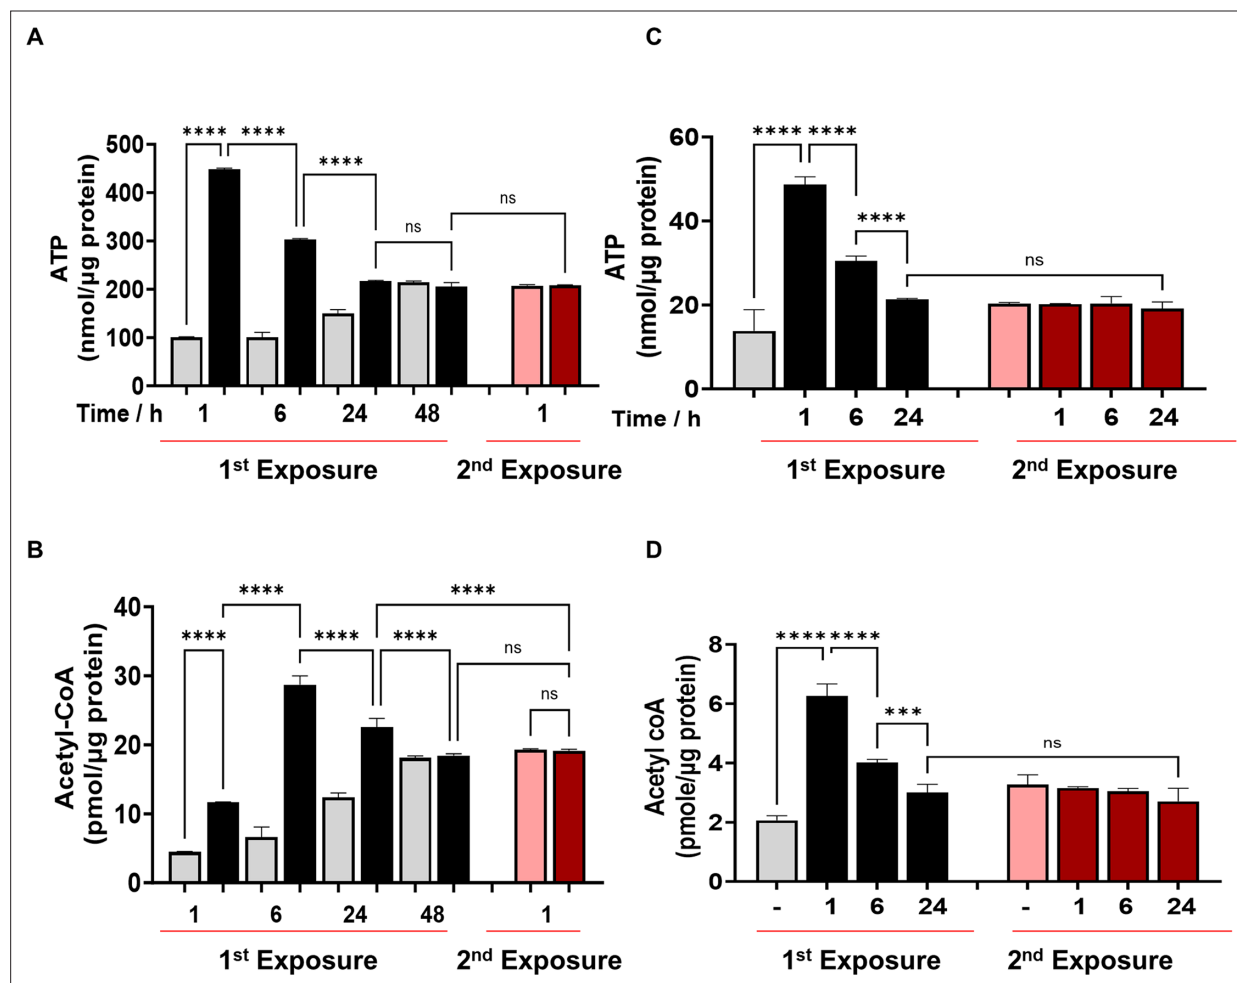 A
ATP
(nmol/µg protein)
500
400
300
200
100
0
**** ****
****
ns
ns
Time / h 1 6 24 48 1
1st Exposure 2nd Exposure
C
ATP
(nmol/µg protein)
60
40
20
0
**** ****
****
ns
Time / h 1 6 24 1 6 24
1st Exposure 2nd Exposure
B
Acetyl-CoA
(pmol/µg protein)
40
30
20
10
0
**** ****
**** **** ****
ns
ns
1 6 24 48 1
1st Exposure 2nd Exposure
D
Acetyl coA
(pmole/µg protein)
8
6
4
2
0
**** ****
***
ns
- 1 6 24 - 1 6 24
1st Exposure 2nd Exposure